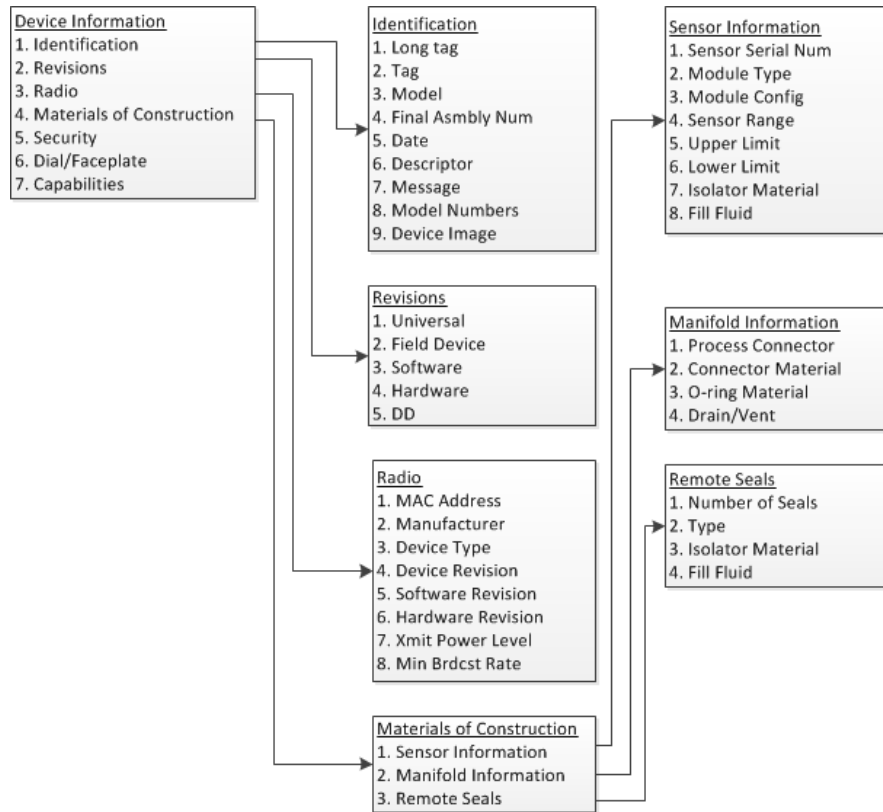 Device Information
1. Identification
2. Revisions
3. Radio
4. Materials of Construction
5. Security
6. Dial/Faceplate
7. Capabilities
Identification
1. Long tag
2. Tag
3. Model
4. Final Asmbly Num
5. Date
6. Descriptor
7. Message
8. Model Numbers
9. Device Image
Revisions
1. Universal
2. Field Device
3. Software
4. Hardware
5. DD
Radio
1. MAC Address
2. Manufacturer
3. Device Type
4. Device Revision
5. Software Revision
6. Hardware Revision
7. Xmit Power Level
8. Min Brdcst Rate
Materials of Construction
1. Sensor Information
2. Manifold Information
3. Remote Seals
Sensor Information
1. Sensor Serial Num
2. Module Type
3. Module Config
4. Sensor Range
5. Upper Limit
6. Lower Limit
7. Isolator Material
8. Fill Fluid
Manifold Information
1. Process Connector
2. Connector Material
3. O-ring Material
4. Drain/Vent
Remote Seals
1. Number of Seals
2. Type
3. Isolator Material
4. Fill Fluid